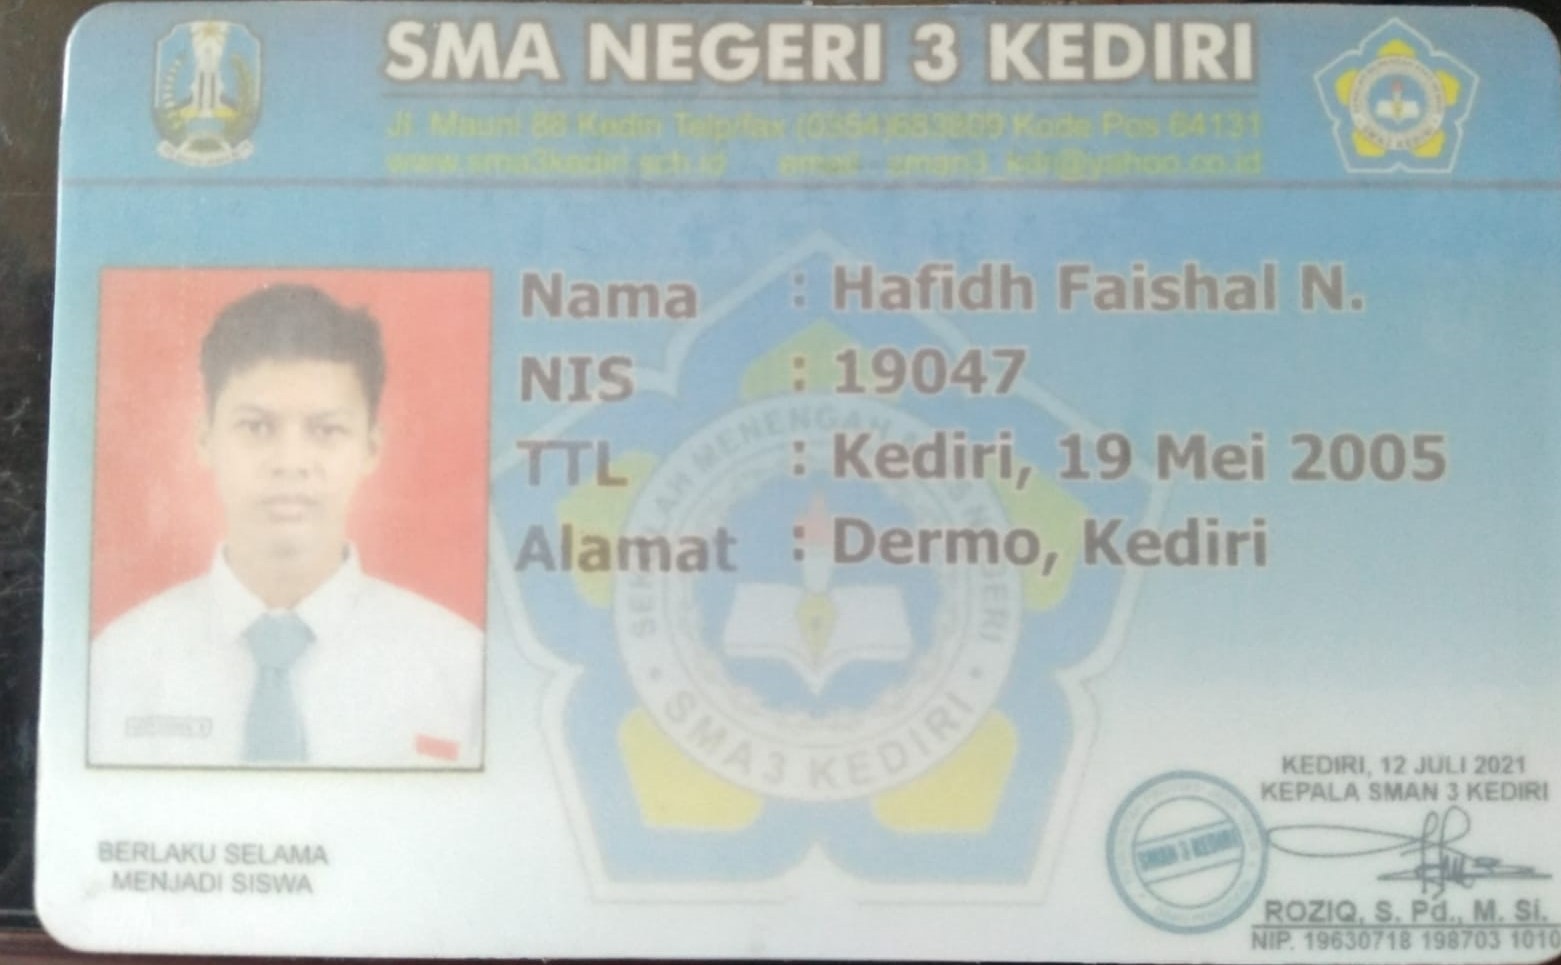 SMA NEGERI 3 KEDIRI
Jl. Mauni 88 Kediri Telp/fax (0354)683809 Kode Pos 64131
www.sma3kediri.sch.id email : sman3_kdr@yahoo.co.id
Nama : Hafidh Faishal N.
NIS : 19047
TTL : Kediri, 19 Mei 2005
Alamat : Dermo, Kediri
SEKOLAH MENENGAH ATAS NEGERI
SMA3 KEDIRI
BERLAKU SELAMA
MENJADI SISWA
KEDIRI, 12 JULI 2021
KEPALA SMAN 3 KEDIRI
SMAN 3 KEDIRI
ROZIQ, S. Pd., M. Si.
NIP. 19630718 198703 1010